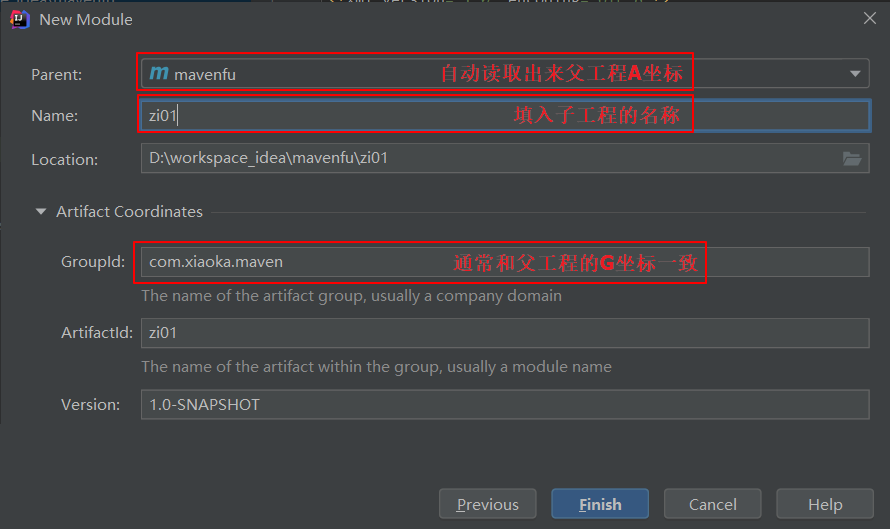 New Module
Parent: m mavenfu 自动读取出来父工程A坐标
Name: zi01 填入子工程的名称
Location: D:\workspace_idea\mavenfu\zi01
Artifact Coordinates
GroupId: com.xiaoka.maven 通常和父工程的G坐标一致
The name of the artifact group, usually a company domain
ArtifactId: zi01
The name of the artifact within the group, usually a module name
Version: 1.0-SNAPSHOT
Previous Finish Cancel Help